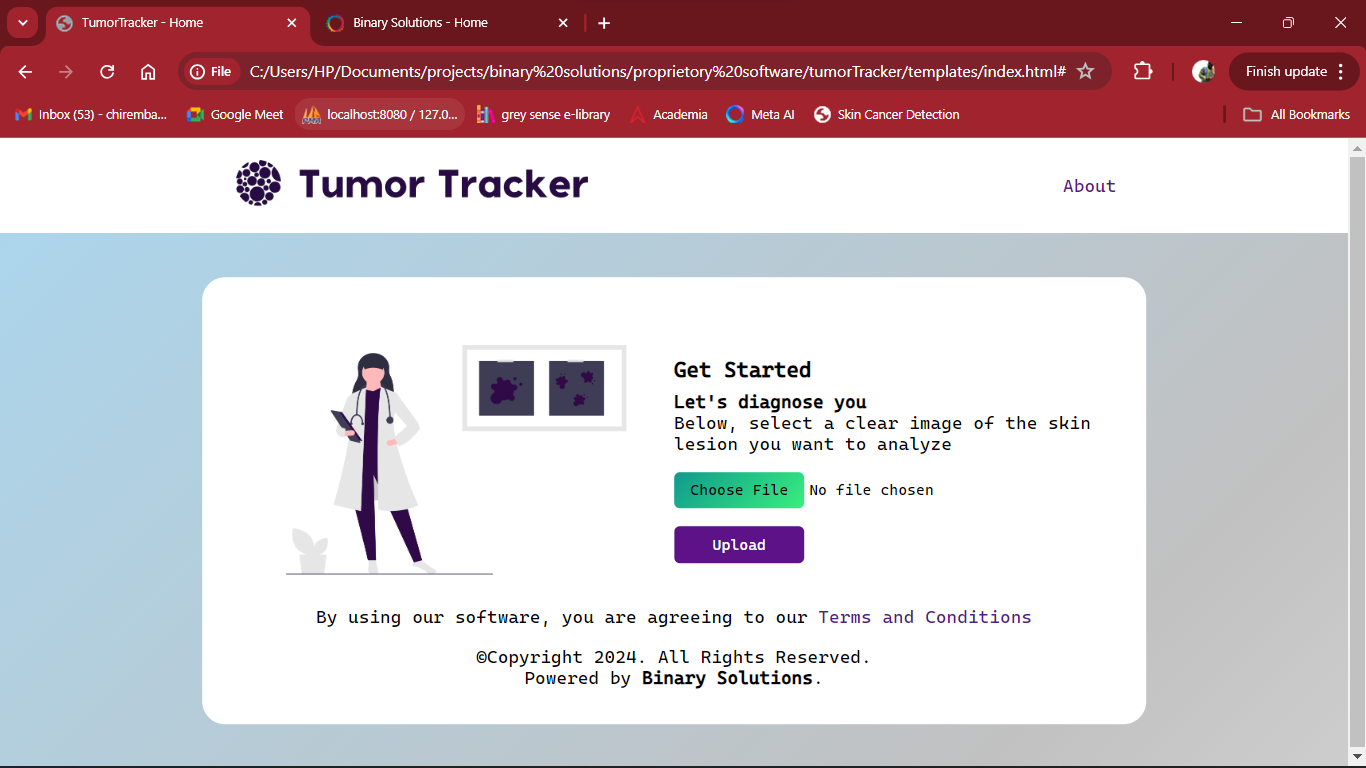 TumorTracker - Home
Binary Solutions - Home
File
C:/Users/HP/Documents/projects/binary%20solutions/proprietory%20software/tumorTracker/templates/index.html#
Finish update
Inbox (53) - chiremba...
Google Meet
localhost:8080 / 127.0...
grey sense e-library
Academia
Meta AI
Skin Cancer Detection
All Bookmarks
Tumor Tracker
About
Get Started
Let's diagnose you
Below, select a clear image of the skin
lesion you want to analyze
Choose File No file chosen
Upload
By using our software, you are agreeing to our Terms and Conditions
©Copyright 2024. All Rights Reserved.
Powered by Binary Solutions.